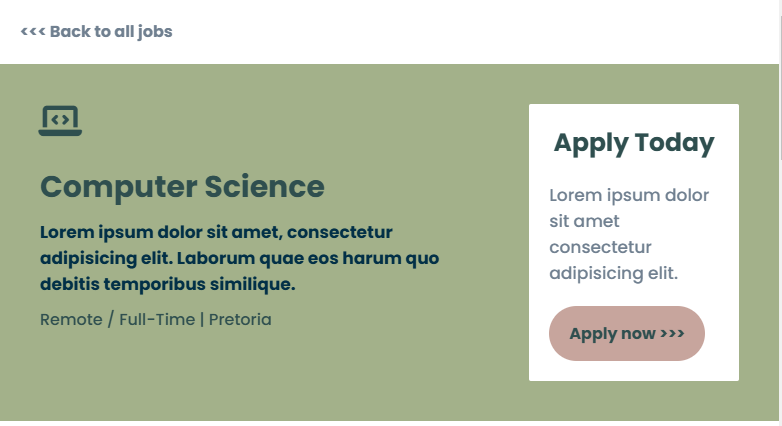 <<< Back to all jobs
Computer Science
Lorem ipsum dolor sit amet, consectetur
adipisicing elit. Laborum quae eos harum quo
debitis temporibus similique.
Remote / Full-Time | Pretoria
Apply Today
Lorem ipsum dolor
sit amet
consectetur
adipisicing elit.
Apply now >>>